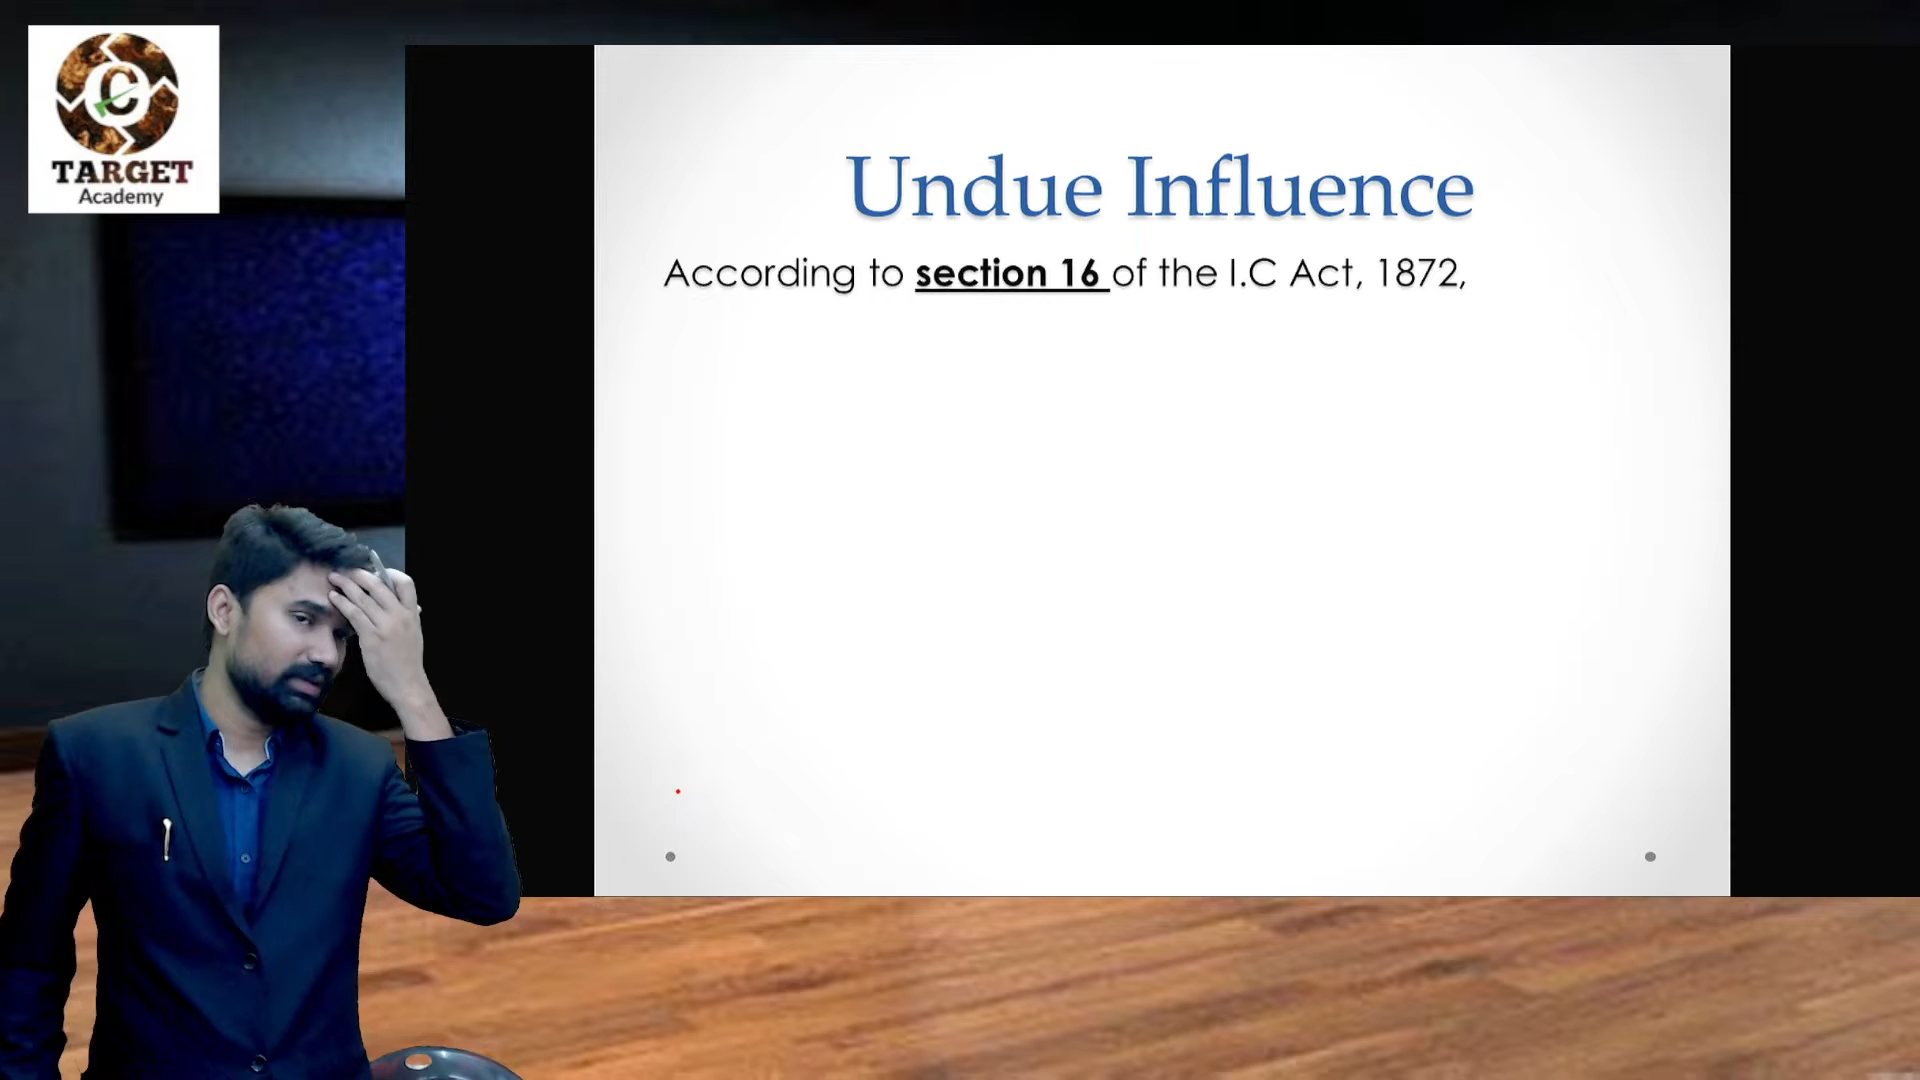 C
TARGET
Academy
Undue Influence
According to section 16 of the I.C Act, 1872,